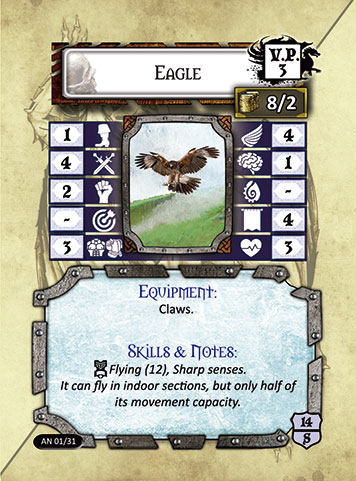 Eagle
V.P.
3
8/2
1
4
4
1
2
-
-
4
3
3
Equipment:
Claws.
Skills & Notes:
Flying (12), Sharp senses.
It can fly in indoor sections, but only half of
its movement capacity.
AN 01/31
14
S